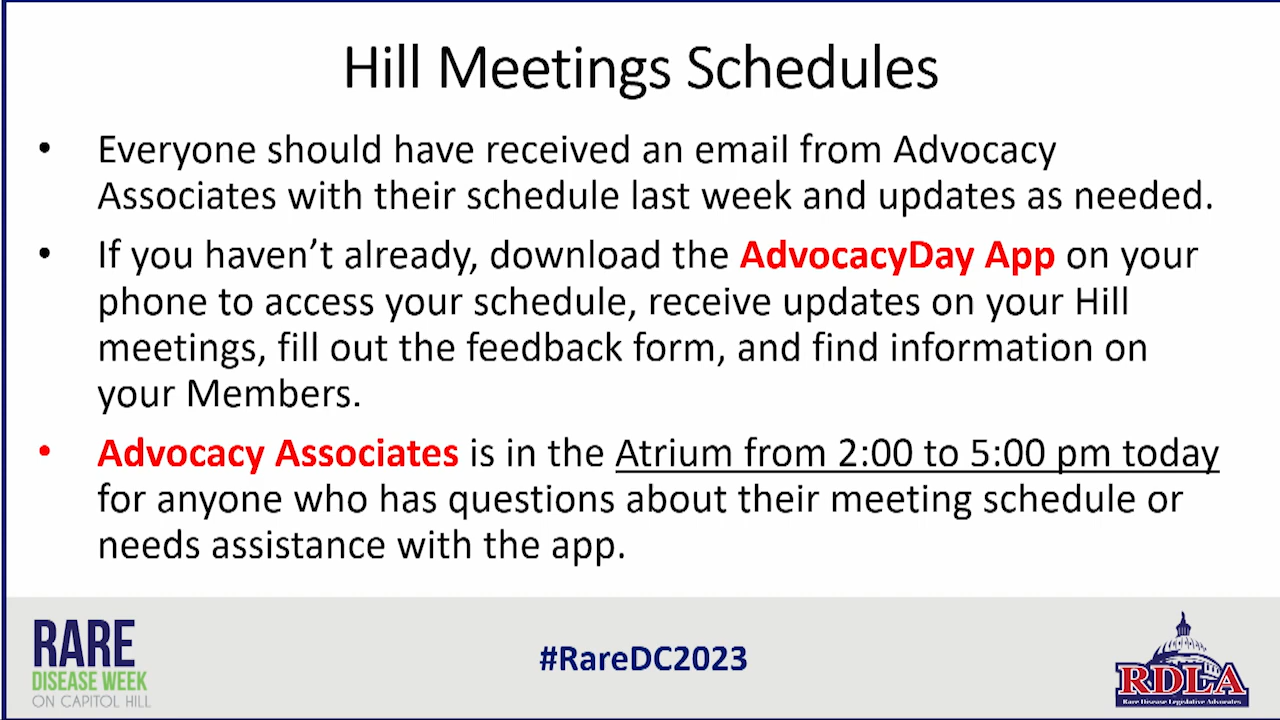 Hill Meetings Schedules
• Everyone should have received an email from Advocacy
Associates with their schedule last week and updates as needed.
• If you haven’t already, download the AdvocacyDay App on your
phone to access your schedule, receive updates on your Hill
meetings, fill out the feedback form, and find information on
your Members.
• Advocacy Associates is in the Atrium from 2:00 to 5:00 pm today
for anyone who has questions about their meeting schedule or
needs assistance with the app.
RARE
DISEASE WEEK
ON CAPITOL HILL
#RareDC2023
RDLA
Rare Disease Legislative Advocates